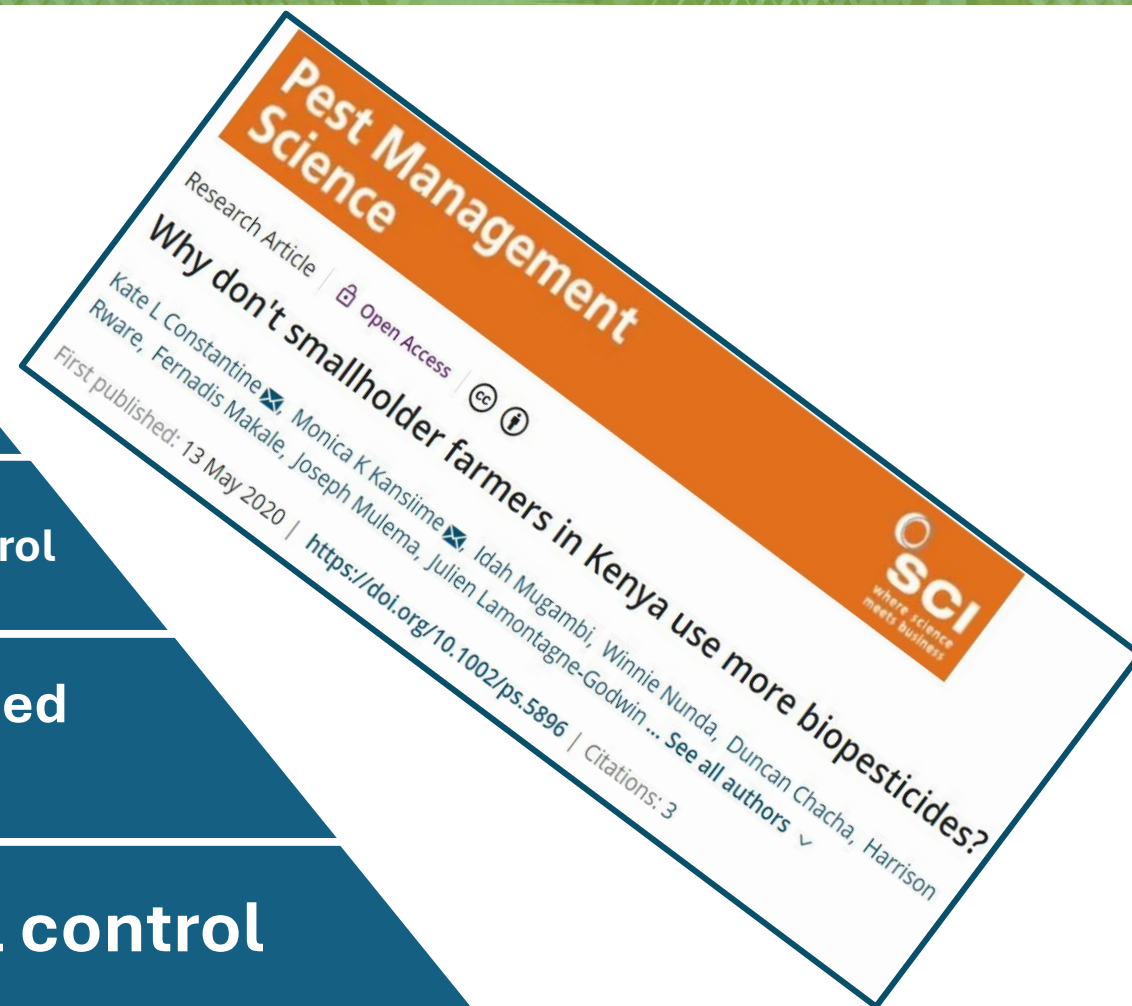 Pest Management
Science
Research Article | Open Access
Why don't smallholder farmers in Kenya use more biopesticides?
Kate L Constantine, Monica K Kansiime, Idah Mugambi, Winnie Nunda, Duncan Chacha, Harrison
Rware, Fernadis Makale, Joseph Mulema, Julien Lamontagne-Godwin ... See all authors
First published: 13 May 2020 | https://doi.org/10.1002/ps.5896 | Citations: 3
SCI
where science
meets business
rol
ed
control